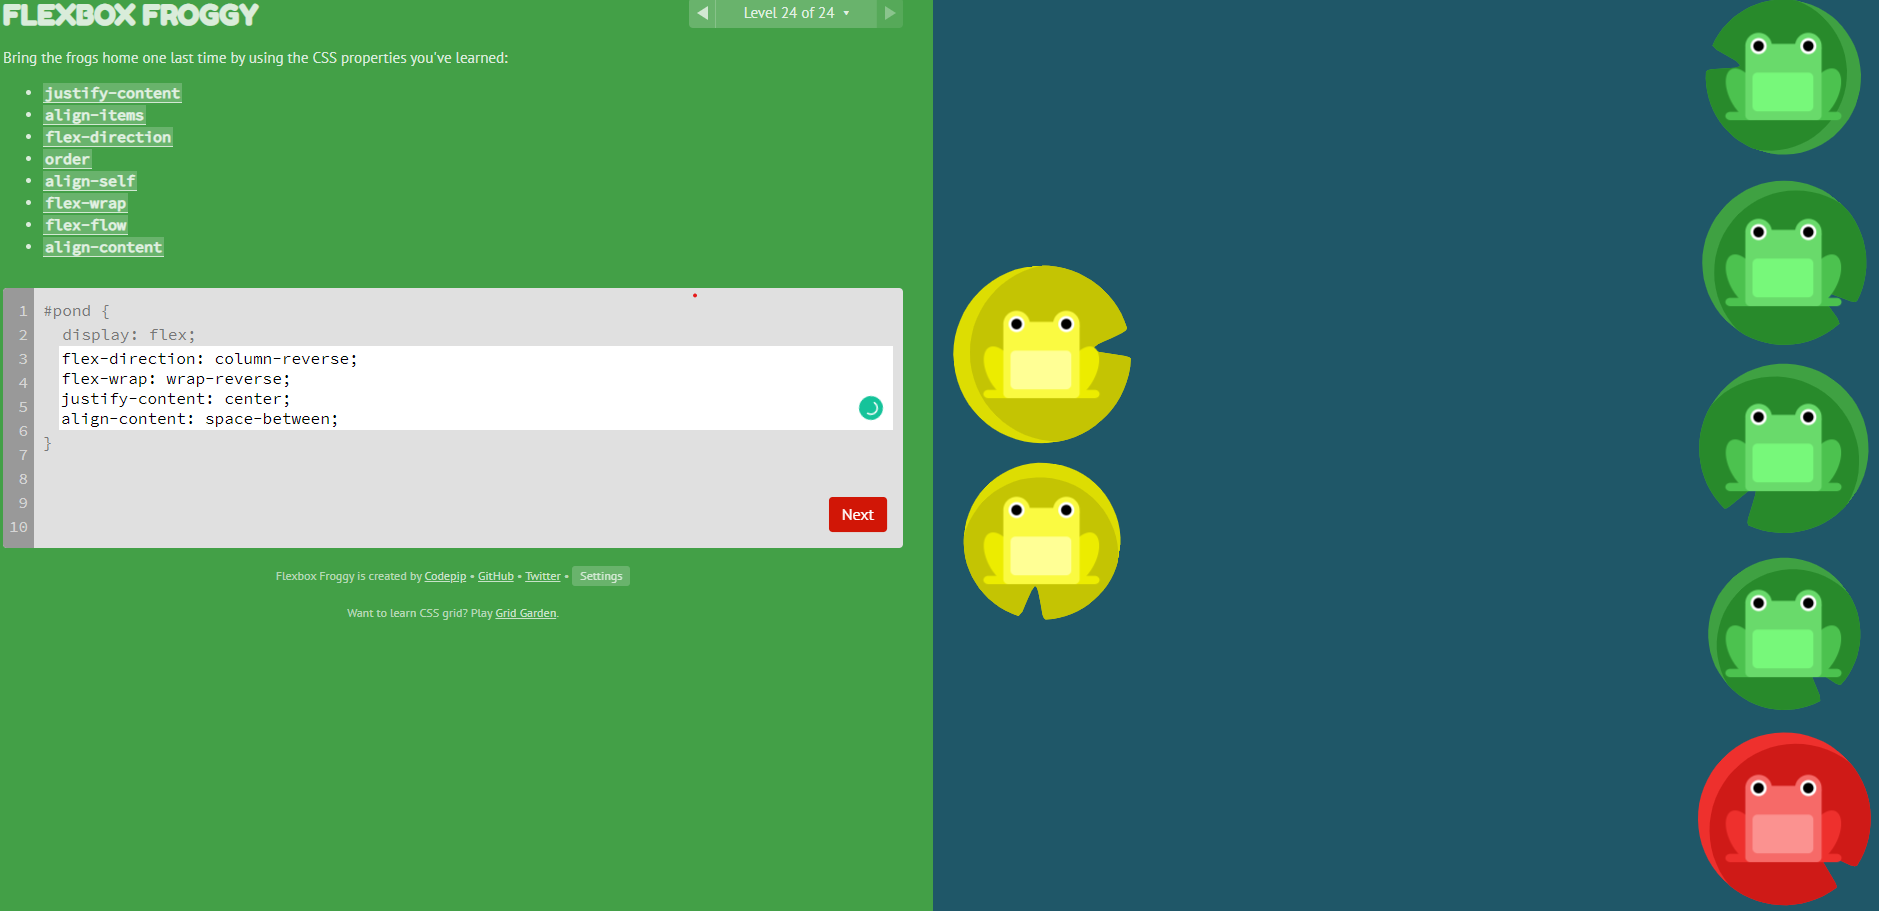 FLEXBOX FROGGY
Level 24 of 24
Bring the frogs home one last time by using the CSS properties you've learned:
justify-content
align-items
flex-direction
order
align-self
flex-wrap
flex-flow
align-content
1 #pond {
2 display: flex;
3 flex-direction: column-reverse;
4 flex-wrap: wrap-reverse;
5 justify-content: center;
6 align-content: space-between;
7 }
8
9
10
Next
Flexbox Froggy is created by Codepip • GitHub • Twitter • Settings
Want to learn CSS grid? Play Grid Garden.